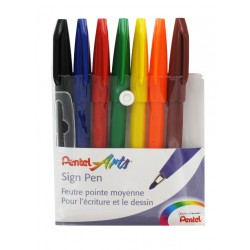 Pentel Arts
Sign Pen
Feutre pointe moyenne
Pour l'écriture et le dessin
Pentel